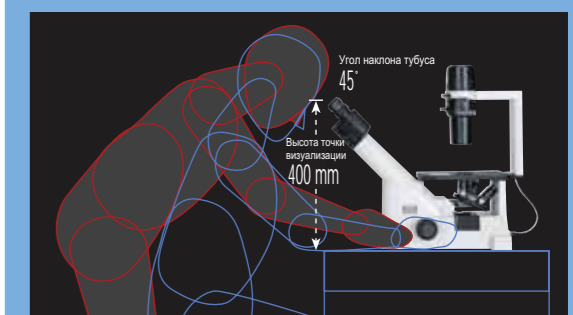 Угол наклона тубуса
45°
Высота точки
визуализации
400 mm